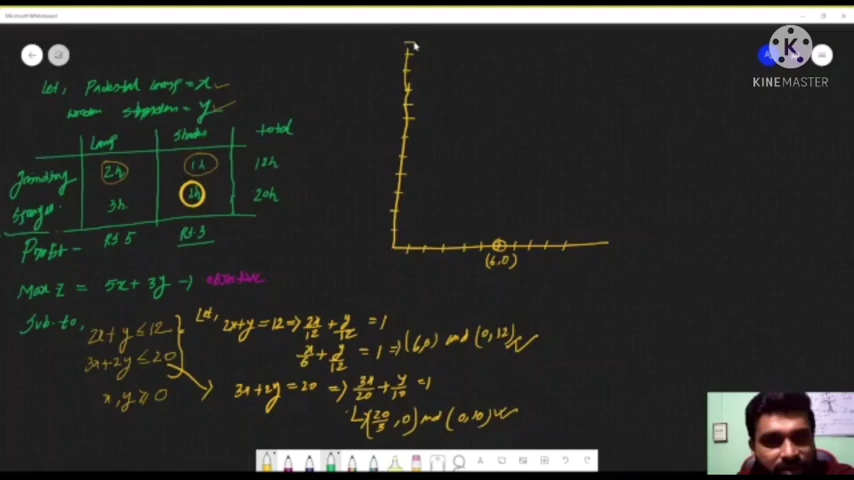 Microsoft Whiteboard
KINEMASTER
Let, Pedestal lamp = x
wooden = y
Lamp Shades total
Grinding 2h 1h 12h
3h 2h 20h
Profit - RS. 5 RS. 3
Max Z = 5x + 3y → objective
Sub. to,
2x + y ≤ 12
3x + 2y ≤ 20
x, y ≥ 0
Let, 2x + y = 12 ⇒ 2x/12 + y/12 = 1
x/6 + y/12 = 1 ⇒ (6,0) and (0,12)
3x + 2y = 20 ⇒ 3x/20 + y/10 = 1
(20/3, 0) and (0,10)
(6,0)